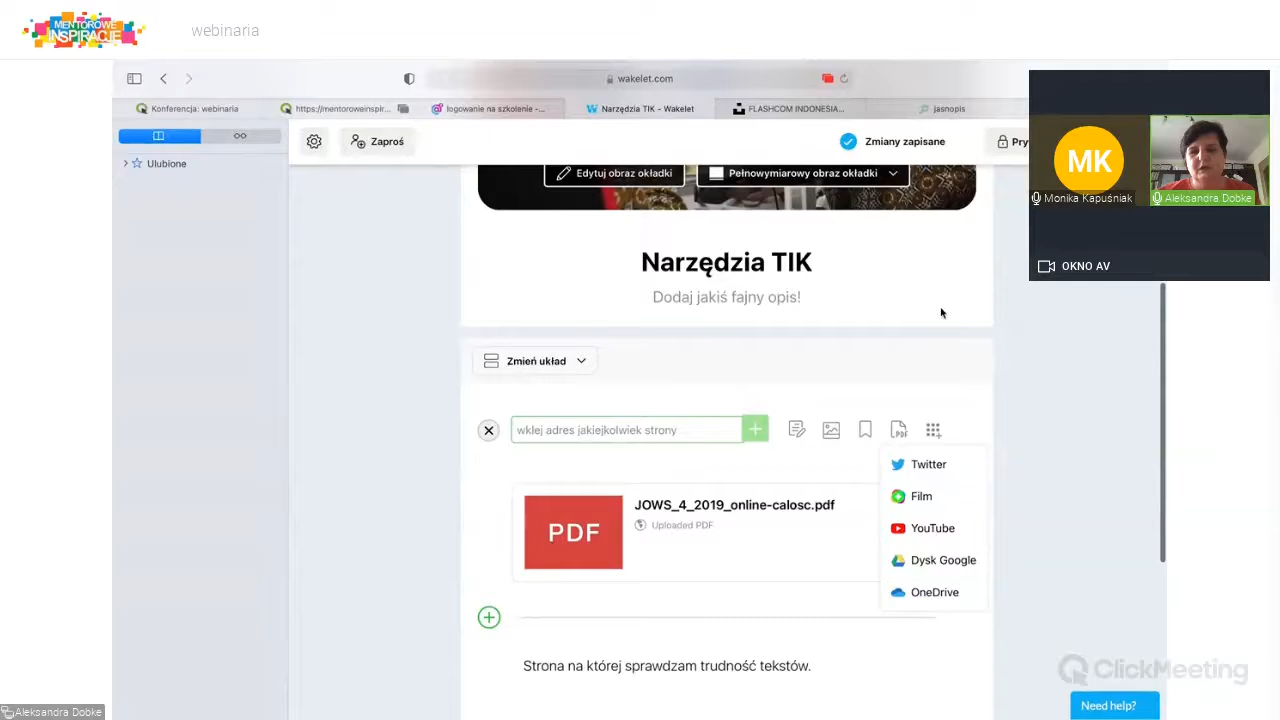 MENTOROWE
INSPIRACJE
webinaria
wakelet.com
Konferencja: webinaria
https://mentoroweinspir...
logowanie na szkolenie -...
Narzędzia TIK - Wakelet
FLASHCOM INDONESIA...
jasnopis
Ulubione
Zaproś
Zmiany zapisane
Pry
MK
Monika Kapuśniak
Aleksandra Dobke
OKNO AV
Edytuj obraz okładki
Pełnowymiarowy obraz okładki
Narzędzia TIK
Dodaj jakiś fajny opis!
Zmień układ
wklej adres jakiejkolwiek strony
PDF
Twitter
Film
YouTube
Dysk Google
OneDrive
PDF
JOWS_4_2019_online-calosc.pdf
Uploaded PDF
Strona na której sprawdzam trudność tekstów.
ClickMeeting
Need help?
Aleksandra Dobke